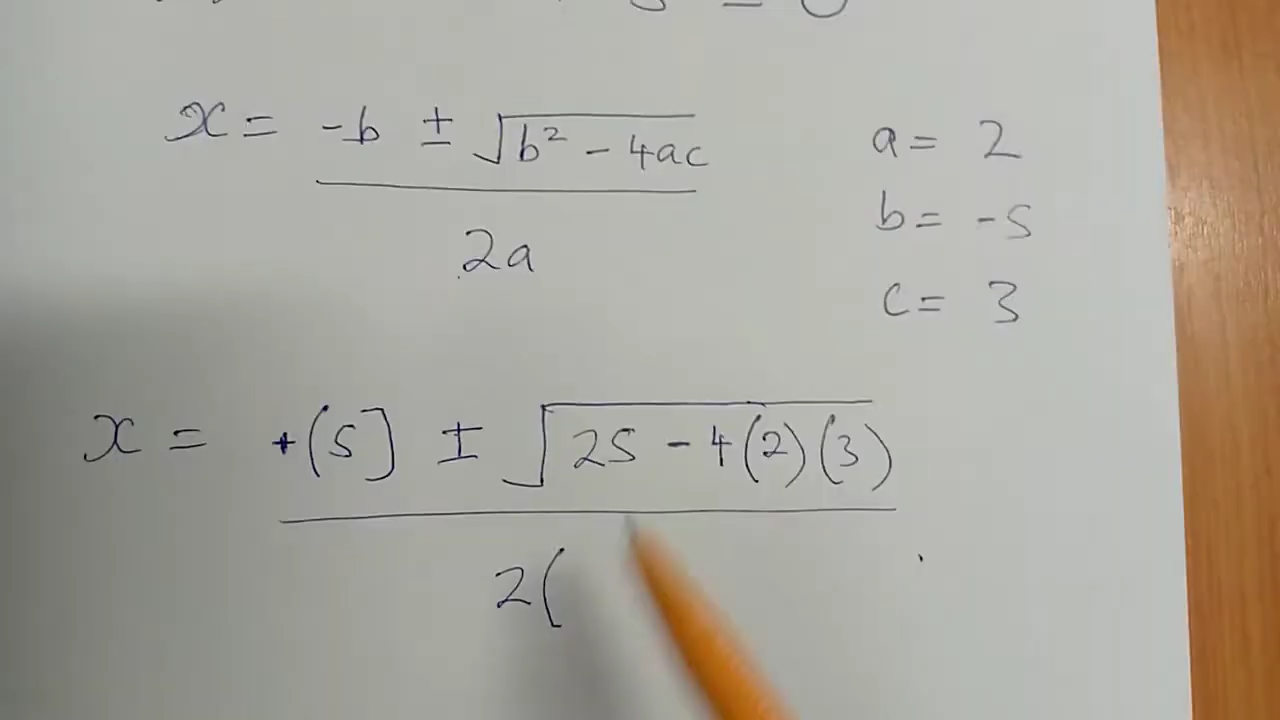 x = -b ± √b² - 4ac
2a
a = 2
b = -5
c = 3
x = +(5] ± √25 - 4(2)(3)
2(